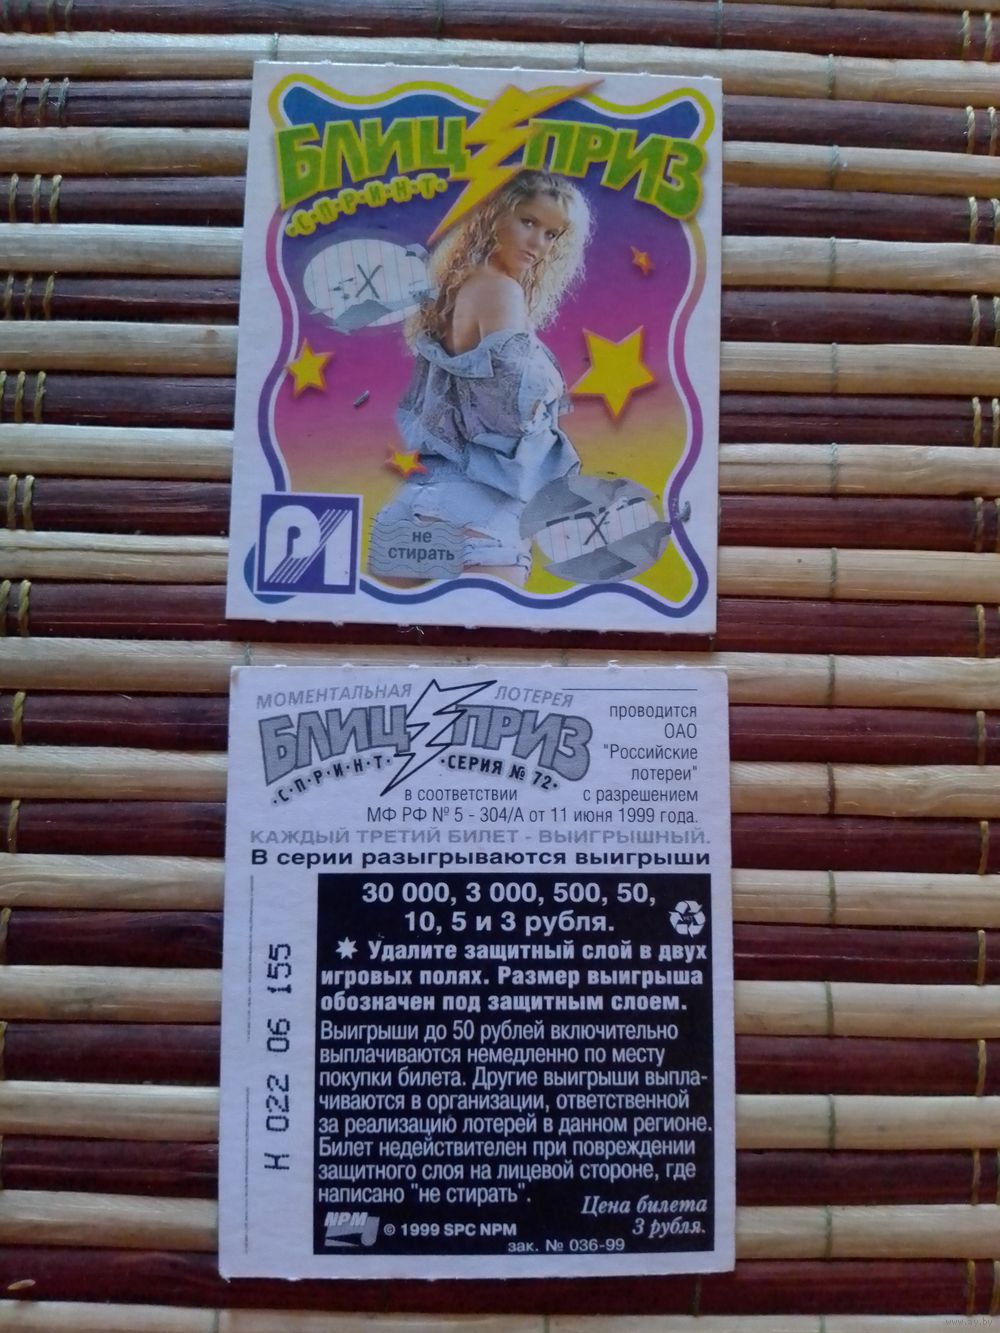 БЛИЦ ПРИЗ
·С·П·Р·И·Н·Т·
X
не
стирать
X
РЛ
МОМЕНТАЛЬНАЯ ЛОТЕРЕЯ
БЛИЦ ПРИЗ
·С·П·Р·И·Н·Т· ·СЕРИЯ № 72·
проводится
ОАО
"Российские
лотереи"
в соответствии с разрешением
МФ РФ № 5 - 304/А от 11 июня 1999 года.
КАЖДЫЙ ТРЕТИЙ БИЛЕТ - ВЫИГРЫШНЫЙ.
В серии разыгрываются выигрыши
30 000, 3 000, 500, 50,
10, 5 и 3 рубля.
Удалите защитный слой в двух
игровых полях. Размер выигрыша
обозначен под защитным слоем.
Выигрыши до 50 рублей включительно
выплачиваются немедленно по месту
покупки билета. Другие выигрыши выпла-
чиваются в организации, ответственной
за реализацию лотерей в данном регионе.
Билет недействителен при повреждении
защитного слоя на лицевой стороне, где
написано "не стирать".
Цена билета
3 рубля.
NPM © 1999 SPC NPM
зак. № 036-99
К 022 06 155
www.ay.by